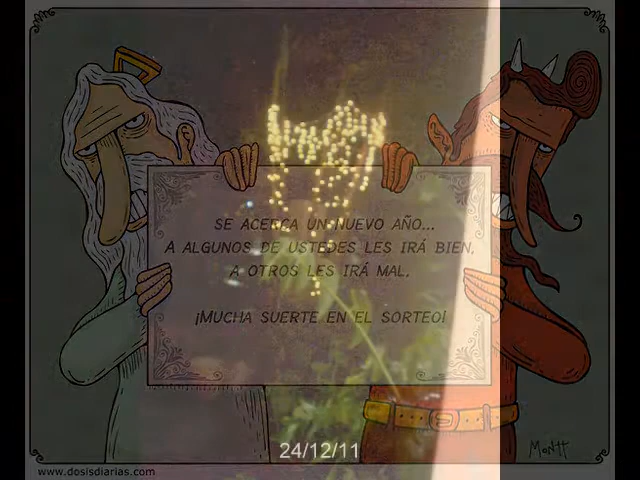 SE ACERCA UN NUEVO AÑO...
A ALGUNOS DE USTEDES LES IRÁ BIEN,
A OTROS LES IRÁ MAL.
¡MUCHA SUERTE EN EL SORTEO!
24/12/11
MONTT
www.dosisdiarias.com